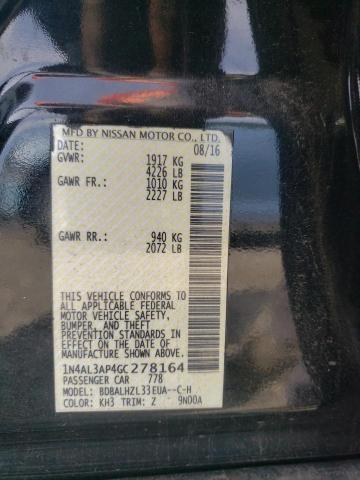 MFD BY NISSAN MOTOR CO., LTD.
DATE: 08/16
GVWR: 1917 KG
4226 LB
GAWR FR.: 1010 KG
2227 LB
GAWR RR.: 940 KG
2072 LB
THIS VEHICLE CONFORMS TO
ALL APPLICABLE FEDERAL
MOTOR VEHICLE SAFETY,
BUMPER, AND THEFT
PREVENTION STANDARDS IN
EFFECT ON THE DATE OF
MANUFACTURE SHOWN ABOVE.
1N4AL3AP4GC278164
PASSENGER CAR 778
MODEL: BDBALHZL33EUA--C-H
COLOR: KH3 TRIM: Z 9N00A